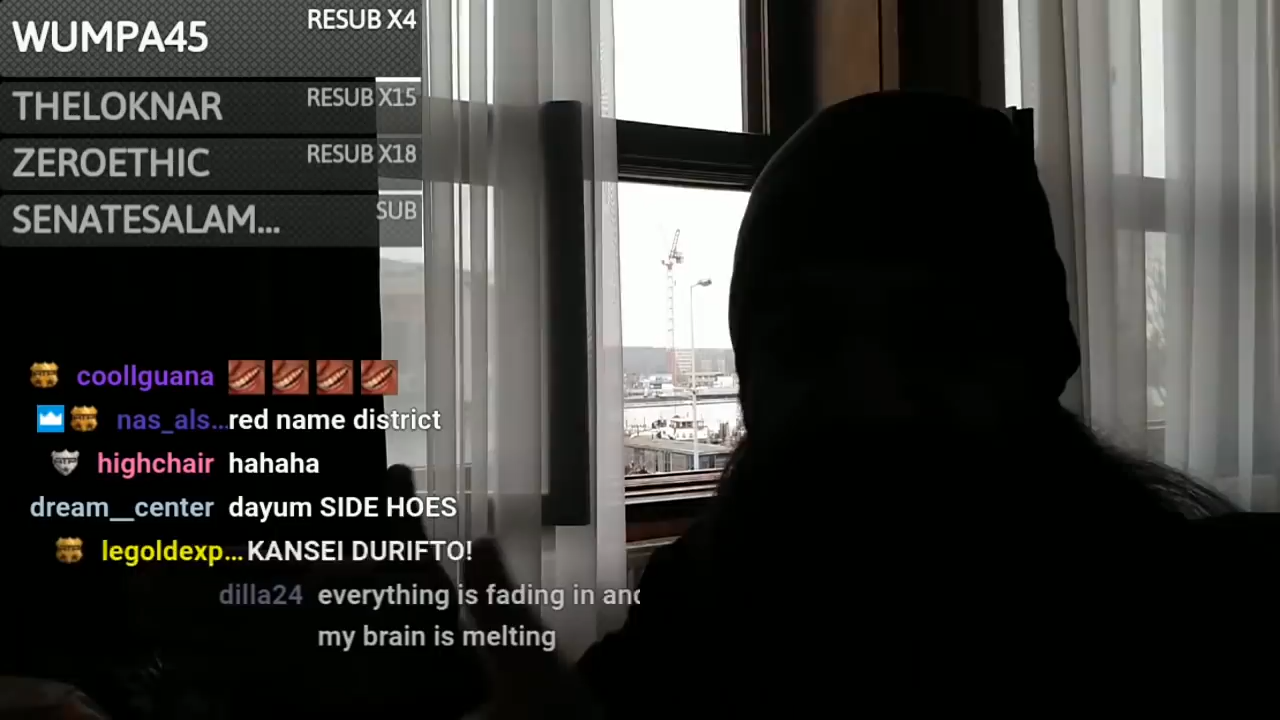 WUMPA45 RESUB X4
THELOKNAR RESUB X15
ZEROETHIC RESUB X18
SENATESALAM... SUB
coollguana
nas_als...red name district
highchair hahaha
dream__center dayum SIDE HOES
legoldexp...KANSEI DURIFTO!
dilla24 everything is fading in and
my brain is melting